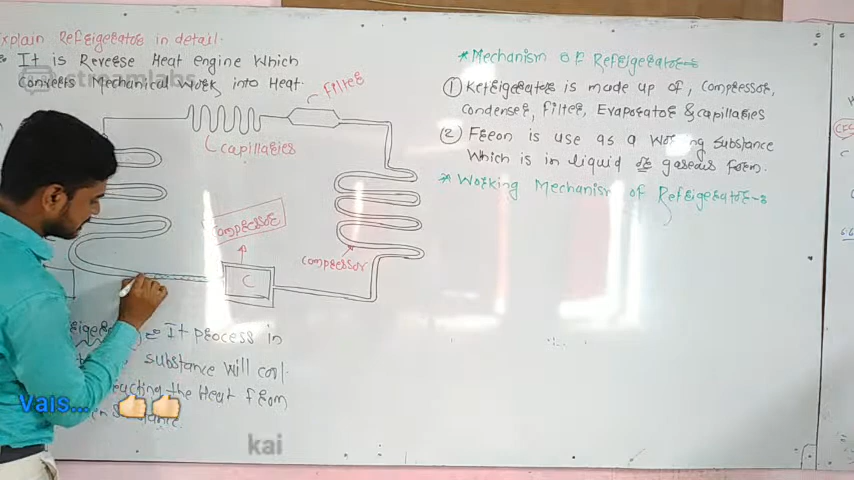 Explain Refrigerator in detail.
It is Reverse Heat engine Which
converts Mechanical Work into Heat.
streamlabs
Filter
Capillaries
Compressor
compressor
C
It process in
substance will cool
the Heat from
*Mechanism of Refrigerator:-
① Refrigerator is made up of, compressor,
condenser, filter, Evaporator & capillaries
② Freon is use as a Working substance
Which is in liquid or gaseous form.
*Working Mechanism of Refrigerator:-
Vais...👍🏻👍🏻
kai